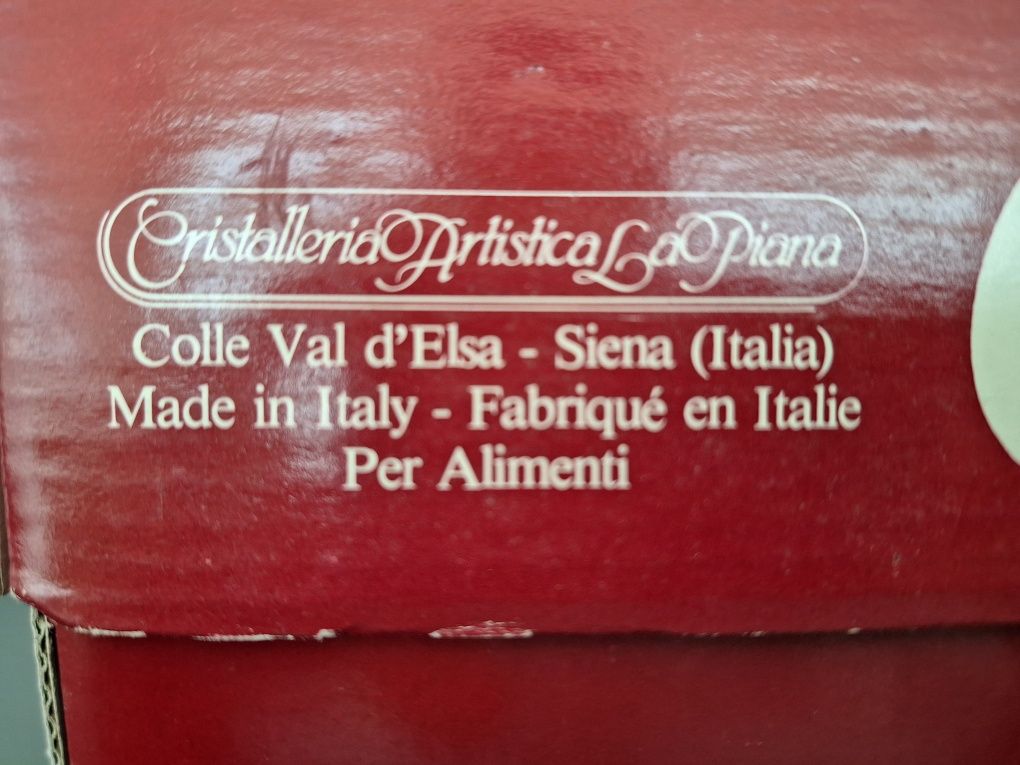 Cristalleria Artistica La Piana
Colle Val d'Elsa - Siena (Italia)
Made in Italy - Fabriqué en Italie
Per Alimenti